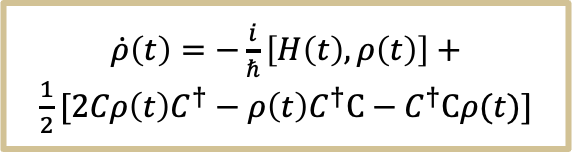 ρ̇(t) = −i/ħ [H(t), ρ(t)] +
1/2 [2Cρ(t)C† − ρ(t)C†C − C†Cρ(t)]